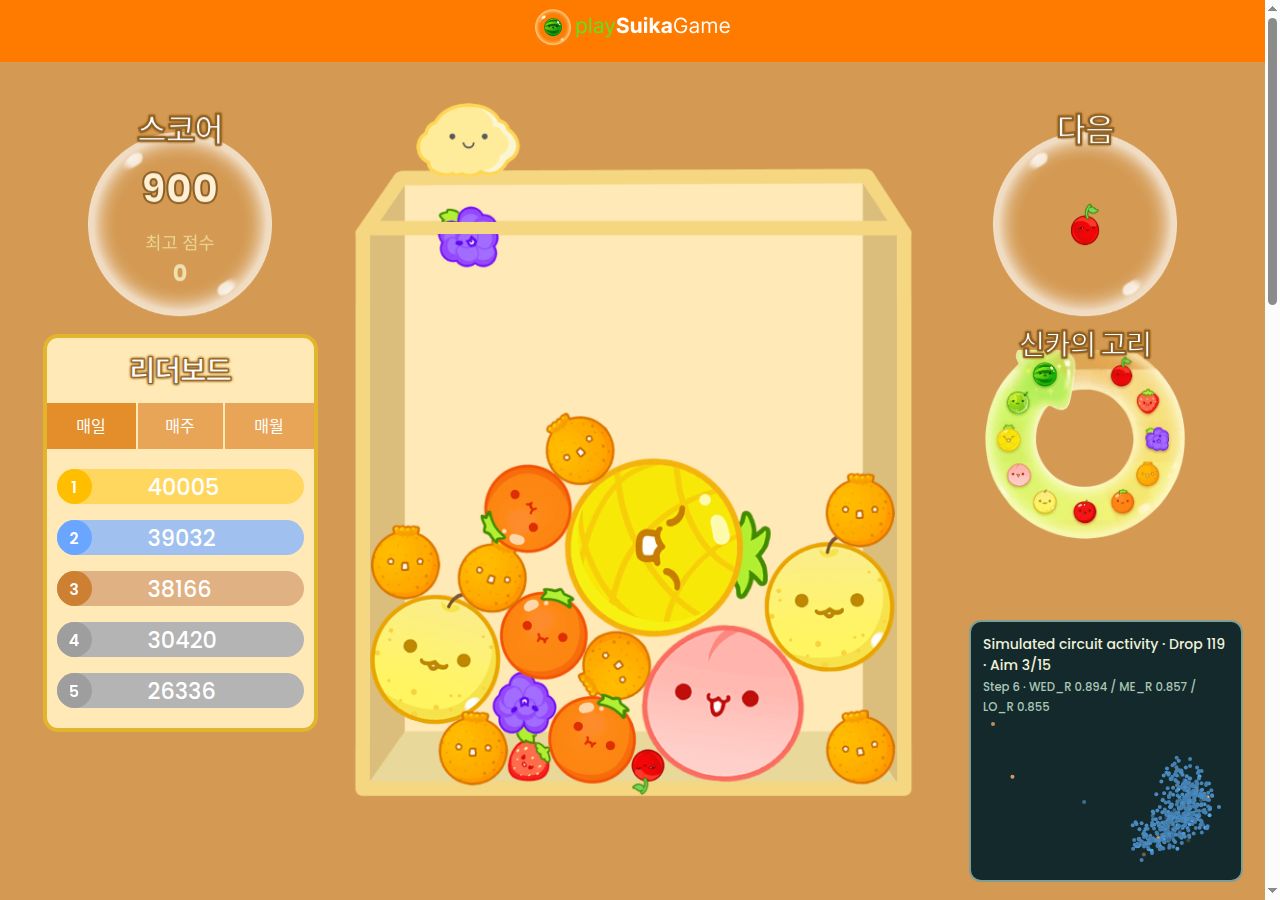 playSuikaGame
스코어
900
최고 점수
0
리더보드
매일 매주 매월
1 40005
2 39032
3 38166
4 30420
5 26336
다음
신카의 고리
Simulated circuit activity · Drop 119
· Aim 3/15
Step 6 · WED_R 0.894 / ME_R 0.857 /
LO_R 0.855